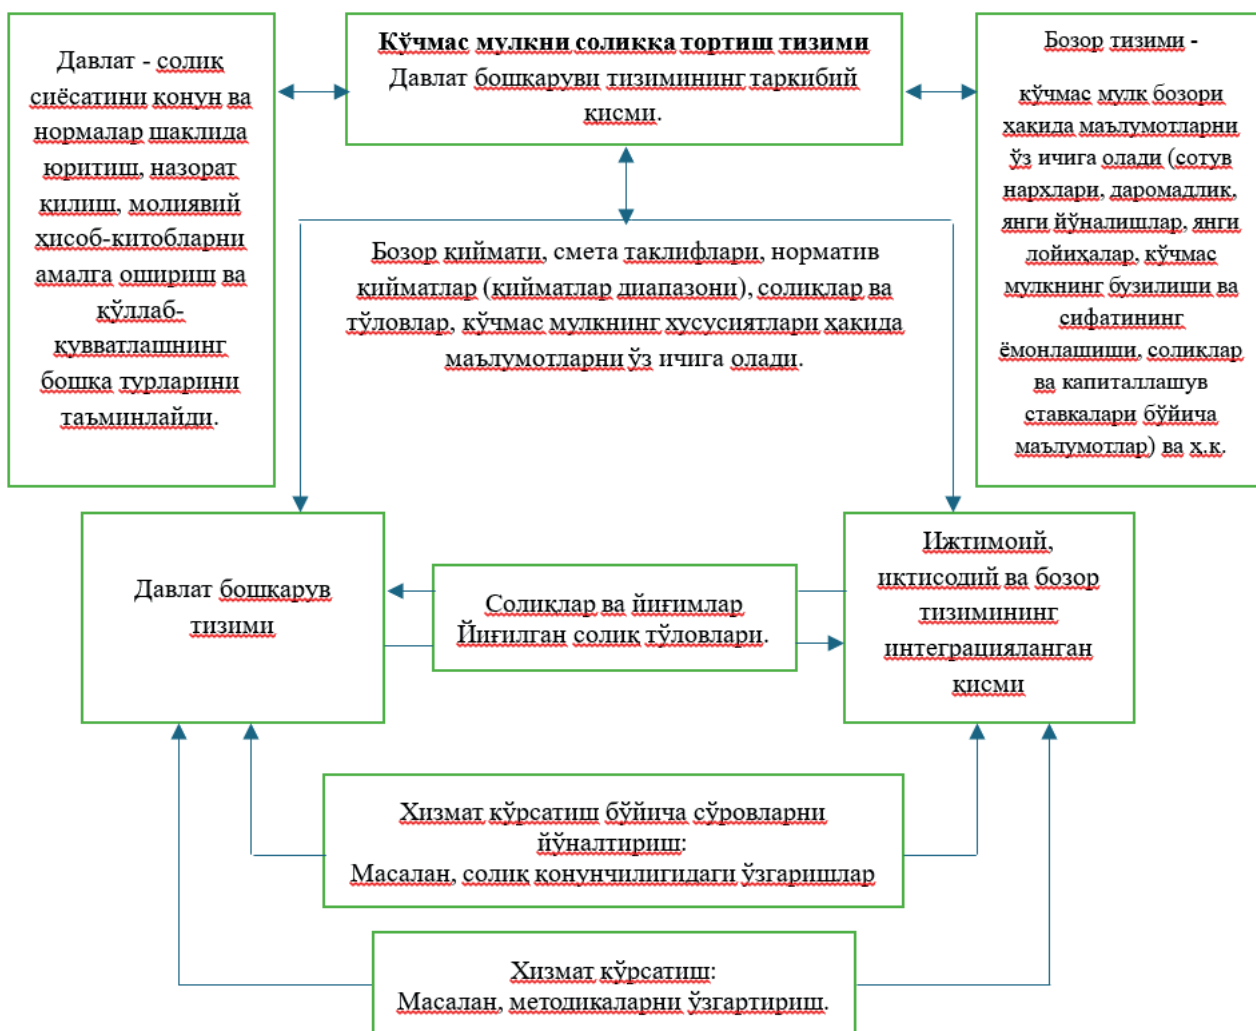 Давлат - солиқ
сиёсатини қонун ва
нормалар шаклида
юритиш, назорат
қилиш, молиявий
ҳисоб-китобларни
амалга ошириш ва
қўллаб-
қувватлашнинг
бошқа турларини
таъминлайди.
Кўчмас мулкни солиққа тортиш тизими
Давлат бошқаруви тизимининг таркибий
қисми.
Бозор тизими -
кўчмас мулк бозори
ҳақида маълумотларни
ўз ичига олади (сотув
нархлари, даромадлик,
янги йўналишлар, янги
лойиҳалар, кўчмас
мулкнинг бузилиши ва
сифатининг
ёмонлашиши, солиқлар
ва капиталлашув
ставкалари бўйича
маълумотлар) ва ҳ.к.
Бозор қиймати, смета таклифлари, норматив
қийматлар (қийматлар диапазони), солиқлар ва
тўловлар, кўчмас мулкнинг хусусиятлари ҳақида
маълумотларни ўз ичига олади.
Давлат бошқарув
тизими
Солиқлар ва йиғимлар
Йиғилган солиқ тўловлари.
Ижтимоий,
иқтисодий ва бозор
тизимининг
интеграцияланган
қисми
Хизмат кўрсатиш бўйича сўровларни
йўналтириш:
Масалан, солиқ қонунчилигидаги ўзгаришлар
Хизмат кўрсатиш:
Масалан, методикаларни ўзгартириш.